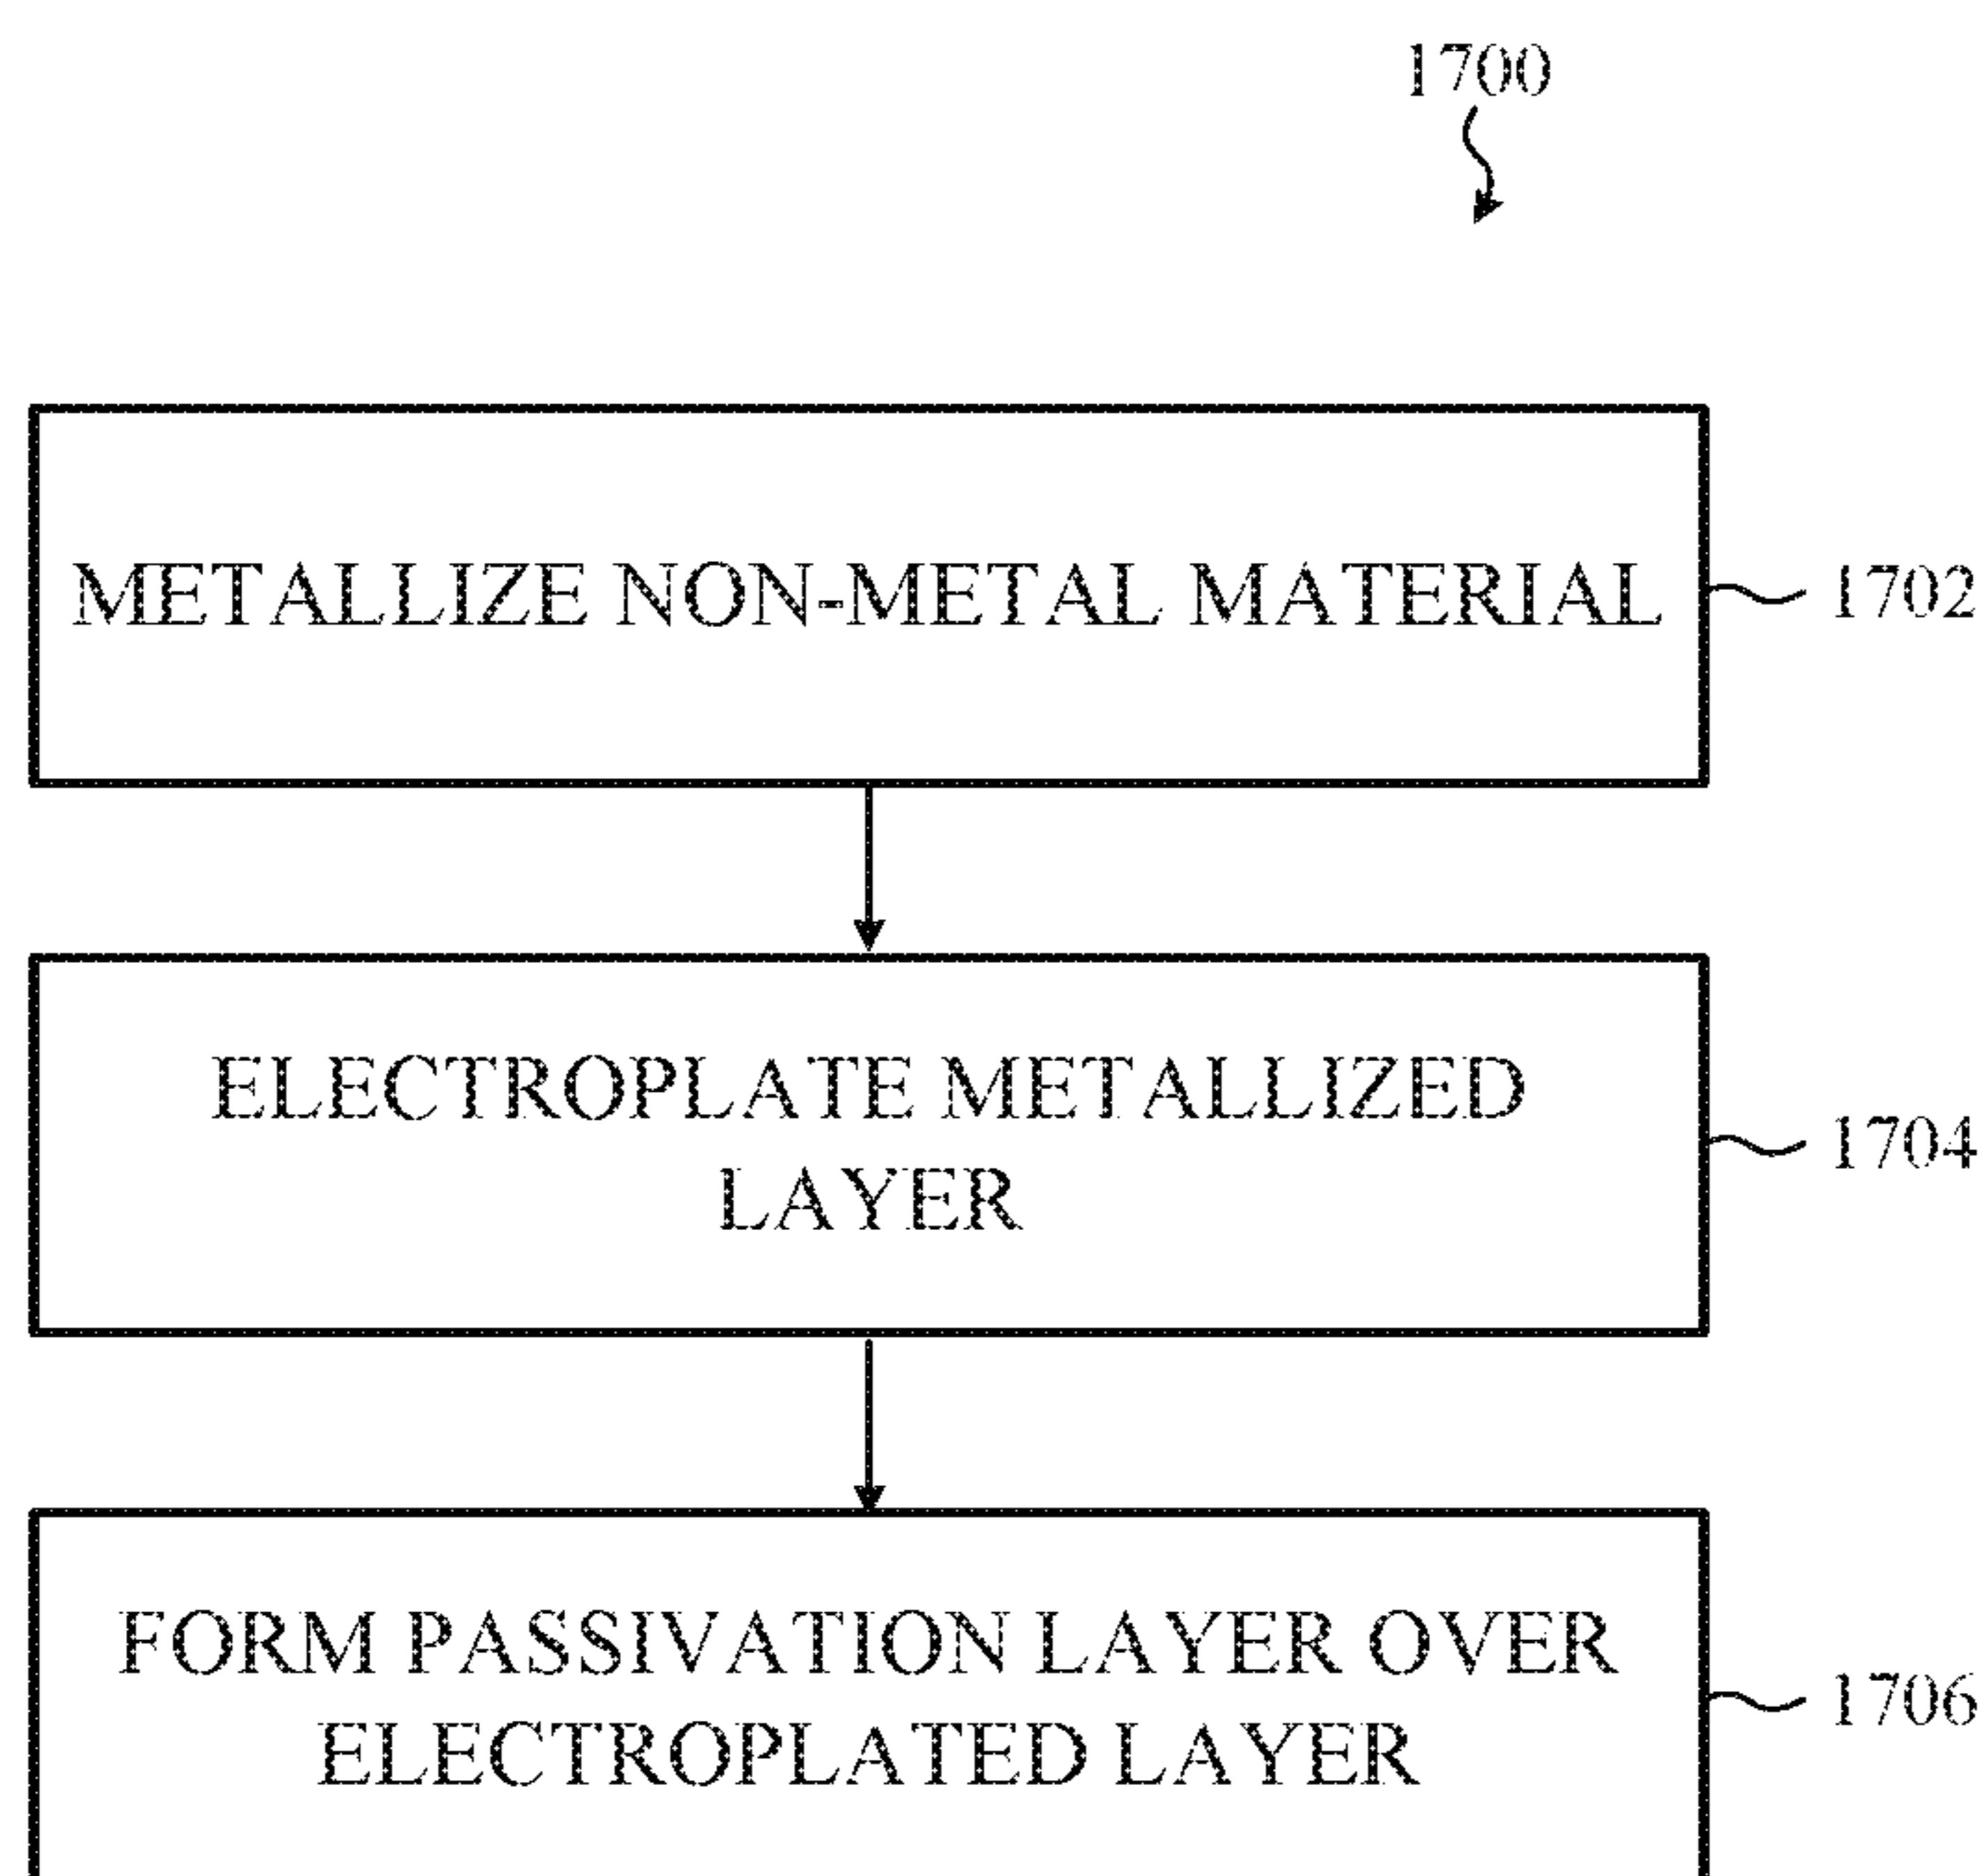 1700
METALLIZE NON-METAL MATERIAL
1702
ELECTROPLATE METALLIZED
LAYER
1704
FORM PASSIVATION LAYER OVER
ELECTROPLATED LAYER
1706